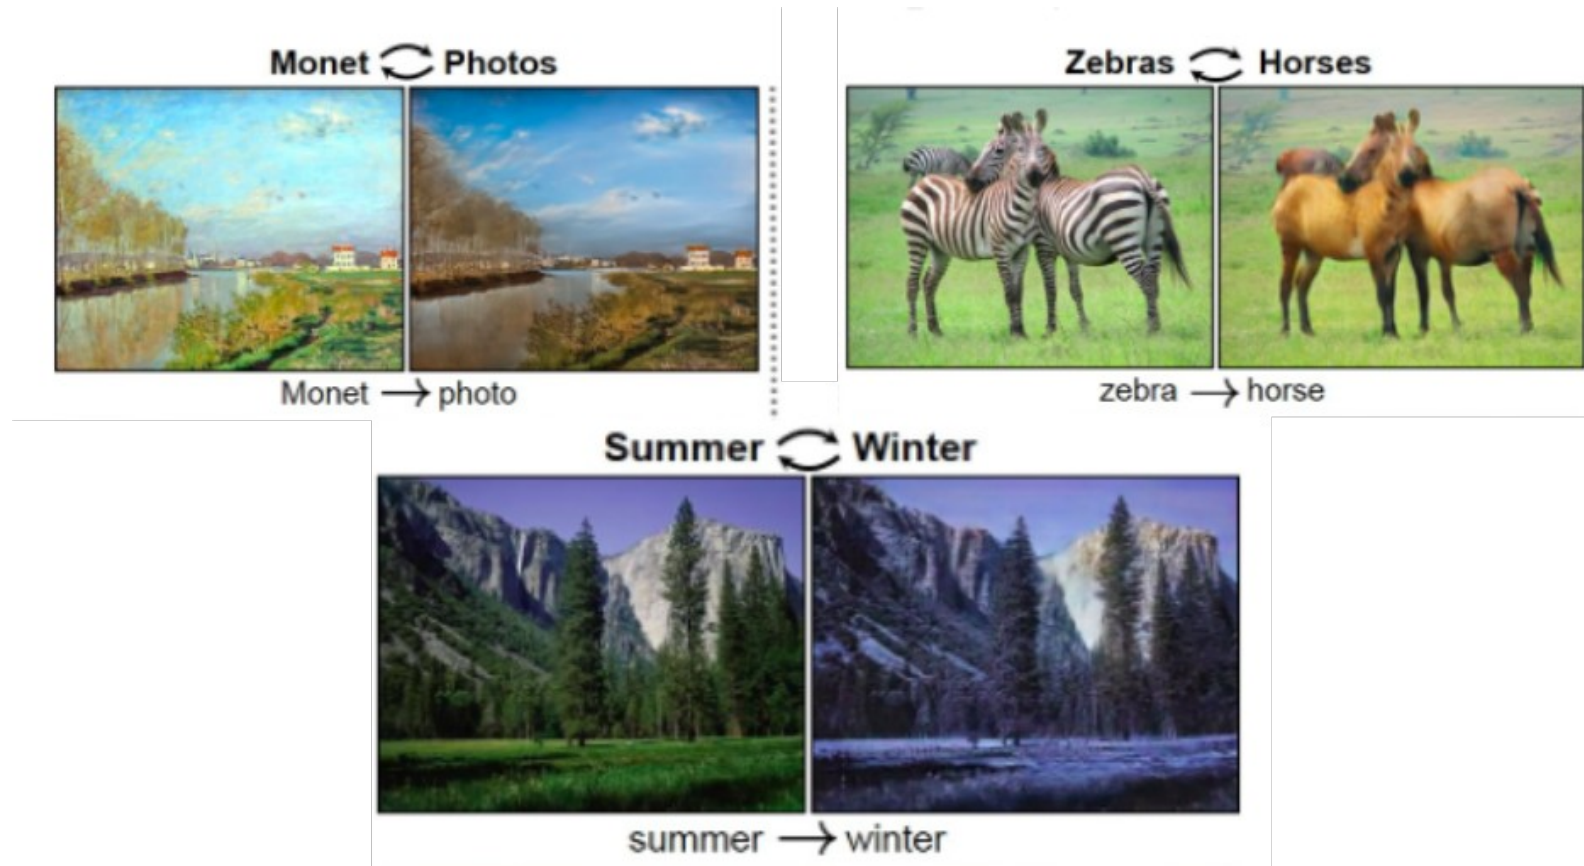 Monet ⇄ Photos
Monet → photo
Zebras ⇄ Horses
zebra → horse
Summer ⇄ Winter
summer → winter